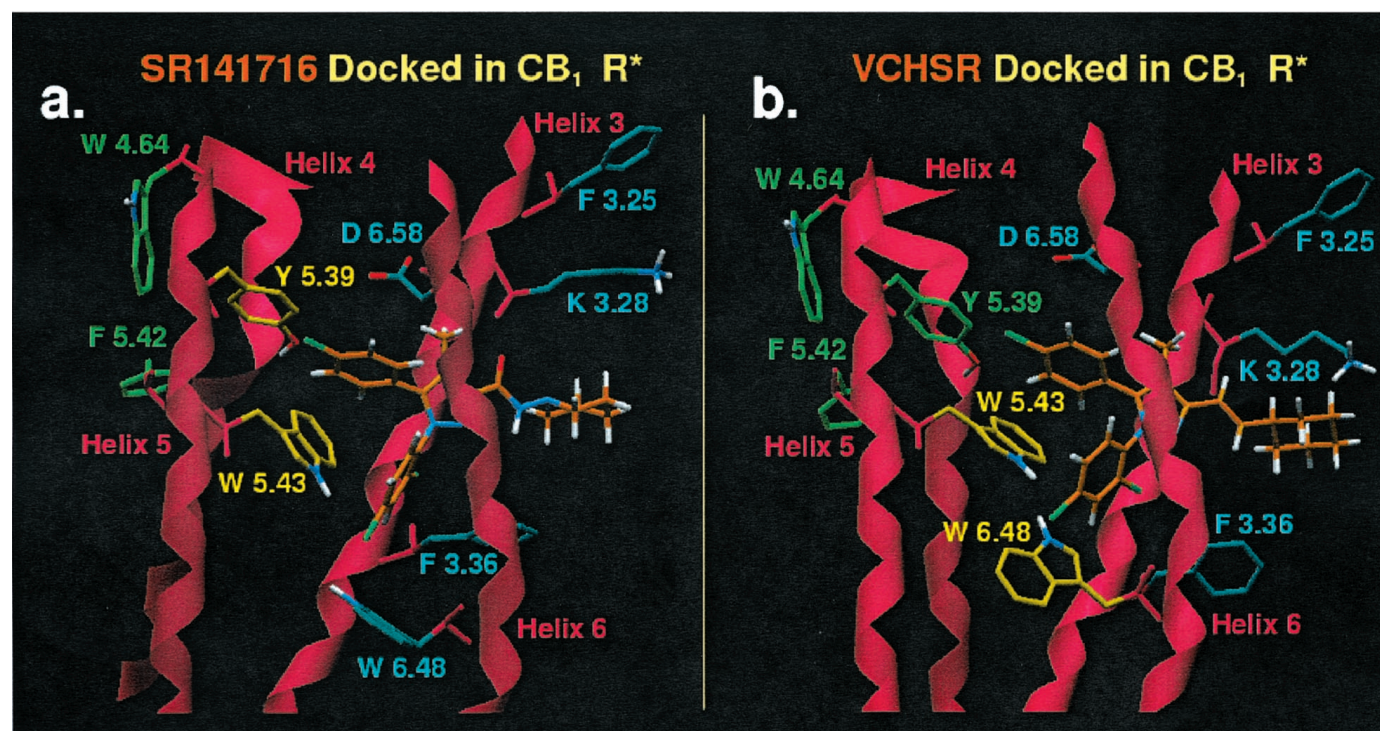 SR141716 Docked in CB₁ R*
a.
Helix 3
W 4.64
Helix 4
F 3.25
D 6.58
Y 5.39
K 3.28
F 5.42
Helix 5
W 5.43
F 3.36
Helix 6
W 6.48
VCHSR Docked in CB₁ R*
b.
Helix 4
Helix 3
W 4.64
D 6.58
F 3.25
Y 5.39
F 5.42
K 3.28
W 5.43
Helix 5
W 6.48
F 3.36
Helix 6